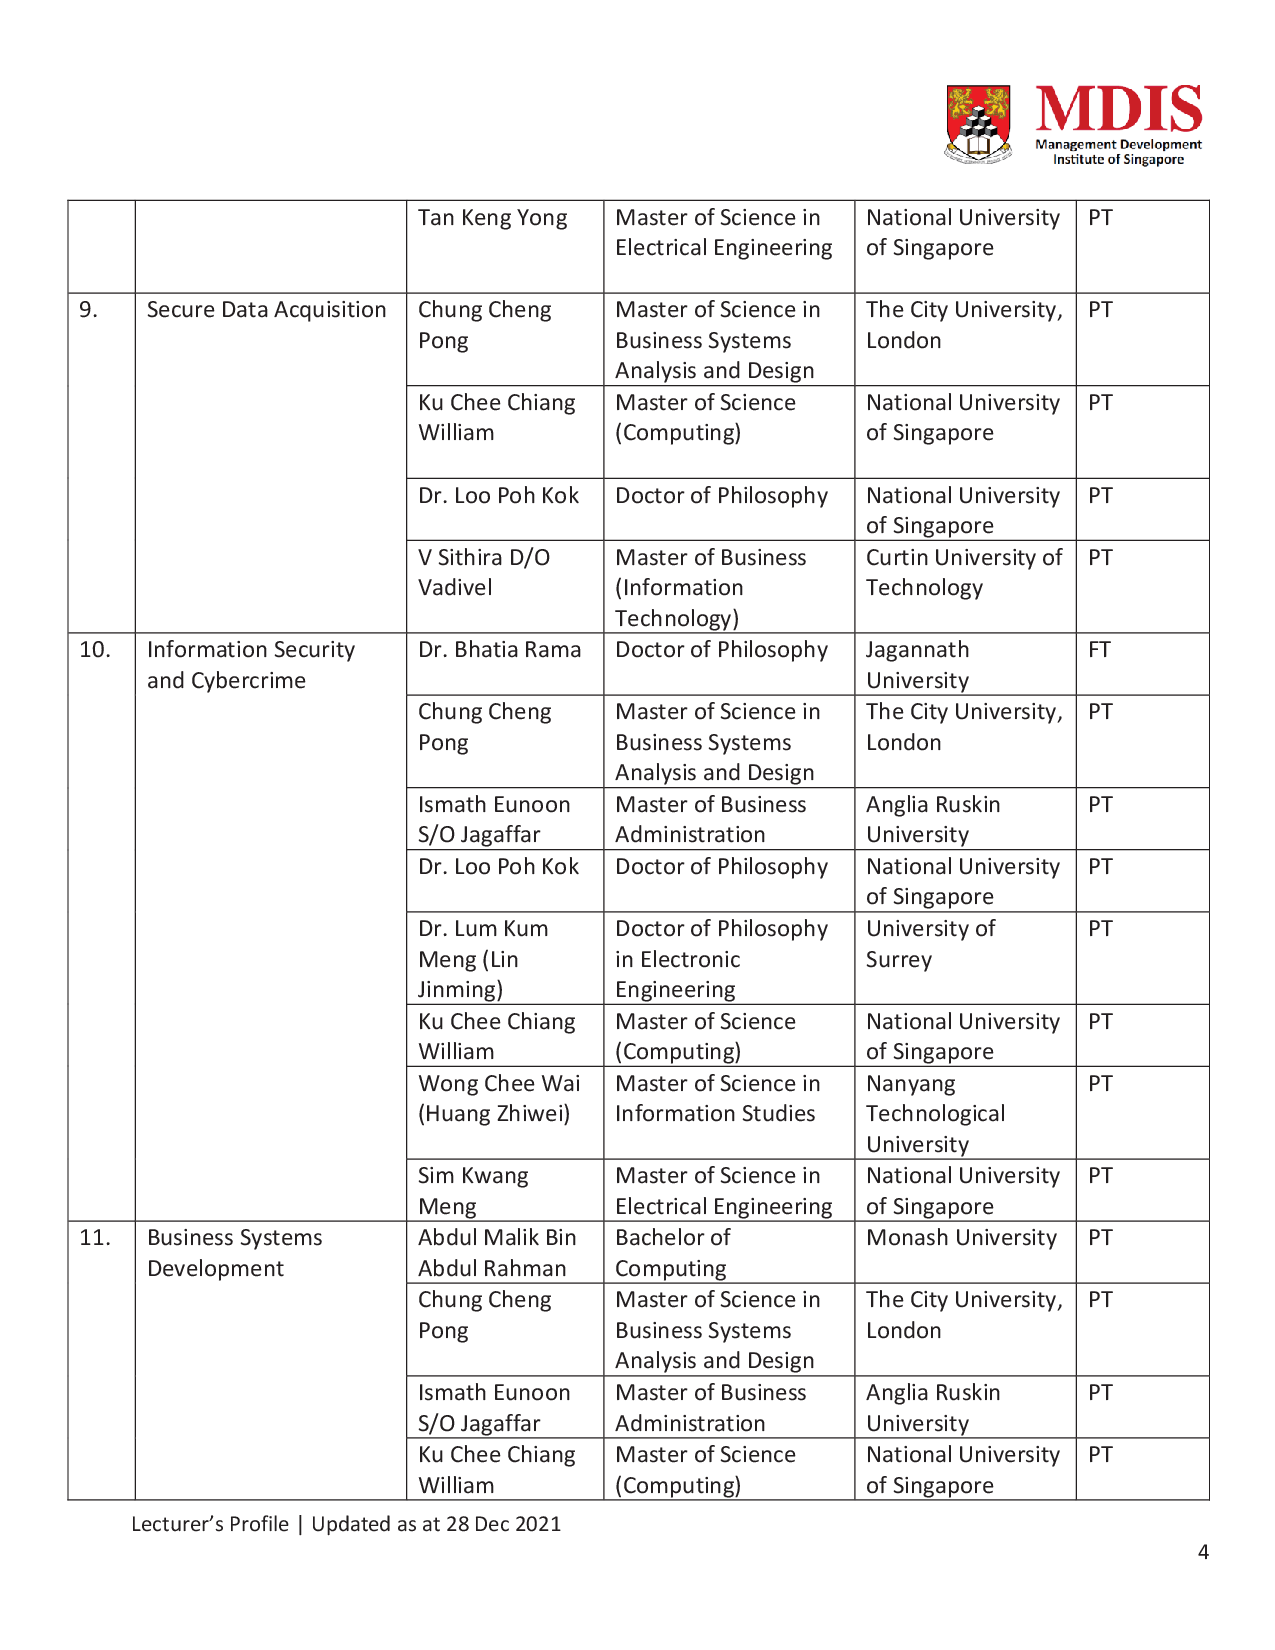 MDIS
Management Development
Institute of Singapore
Tan Keng Yong Master of Science in National University PT
Electrical Engineering of Singapore
9. Secure Data Acquisition Chung Cheng Master of Science in The City University, PT
Pong Business Systems London
Analysis and Design
Ku Chee Chiang Master of Science National University PT
William (Computing) of Singapore
Dr. Loo Poh Kok Doctor of Philosophy National University PT
of Singapore
V Sithira D/O Master of Business Curtin University of PT
Vadivel (Information Technology
Technology)
10. Information Security Dr. Bhatia Rama Doctor of Philosophy Jagannath FT
and Cybercrime University
Chung Cheng Master of Science in The City University, PT
Pong Business Systems London
Analysis and Design
Ismath Eunoon Master of Business Anglia Ruskin PT
S/O Jagaffar Administration University
Dr. Loo Poh Kok Doctor of Philosophy National University PT
of Singapore
Dr. Lum Kum Doctor of Philosophy University of PT
Meng (Lin in Electronic Surrey
Jinming) Engineering
Ku Chee Chiang Master of Science National University PT
William (Computing) of Singapore
Wong Chee Wai Master of Science in Nanyang PT
(Huang Zhiwei) Information Studies Technological
University
Sim Kwang Master of Science in National University PT
Meng Electrical Engineering of Singapore
11. Business Systems Abdul Malik Bin Bachelor of Monash University PT
Development Abdul Rahman Computing
Chung Cheng Master of Science in The City University, PT
Pong Business Systems London
Analysis and Design
Ismath Eunoon Master of Business Anglia Ruskin PT
S/O Jagaffar Administration University
Ku Chee Chiang Master of Science National University PT
William (Computing) of Singapore
Lecturer’s Profile | Updated as at 28 Dec 2021
4